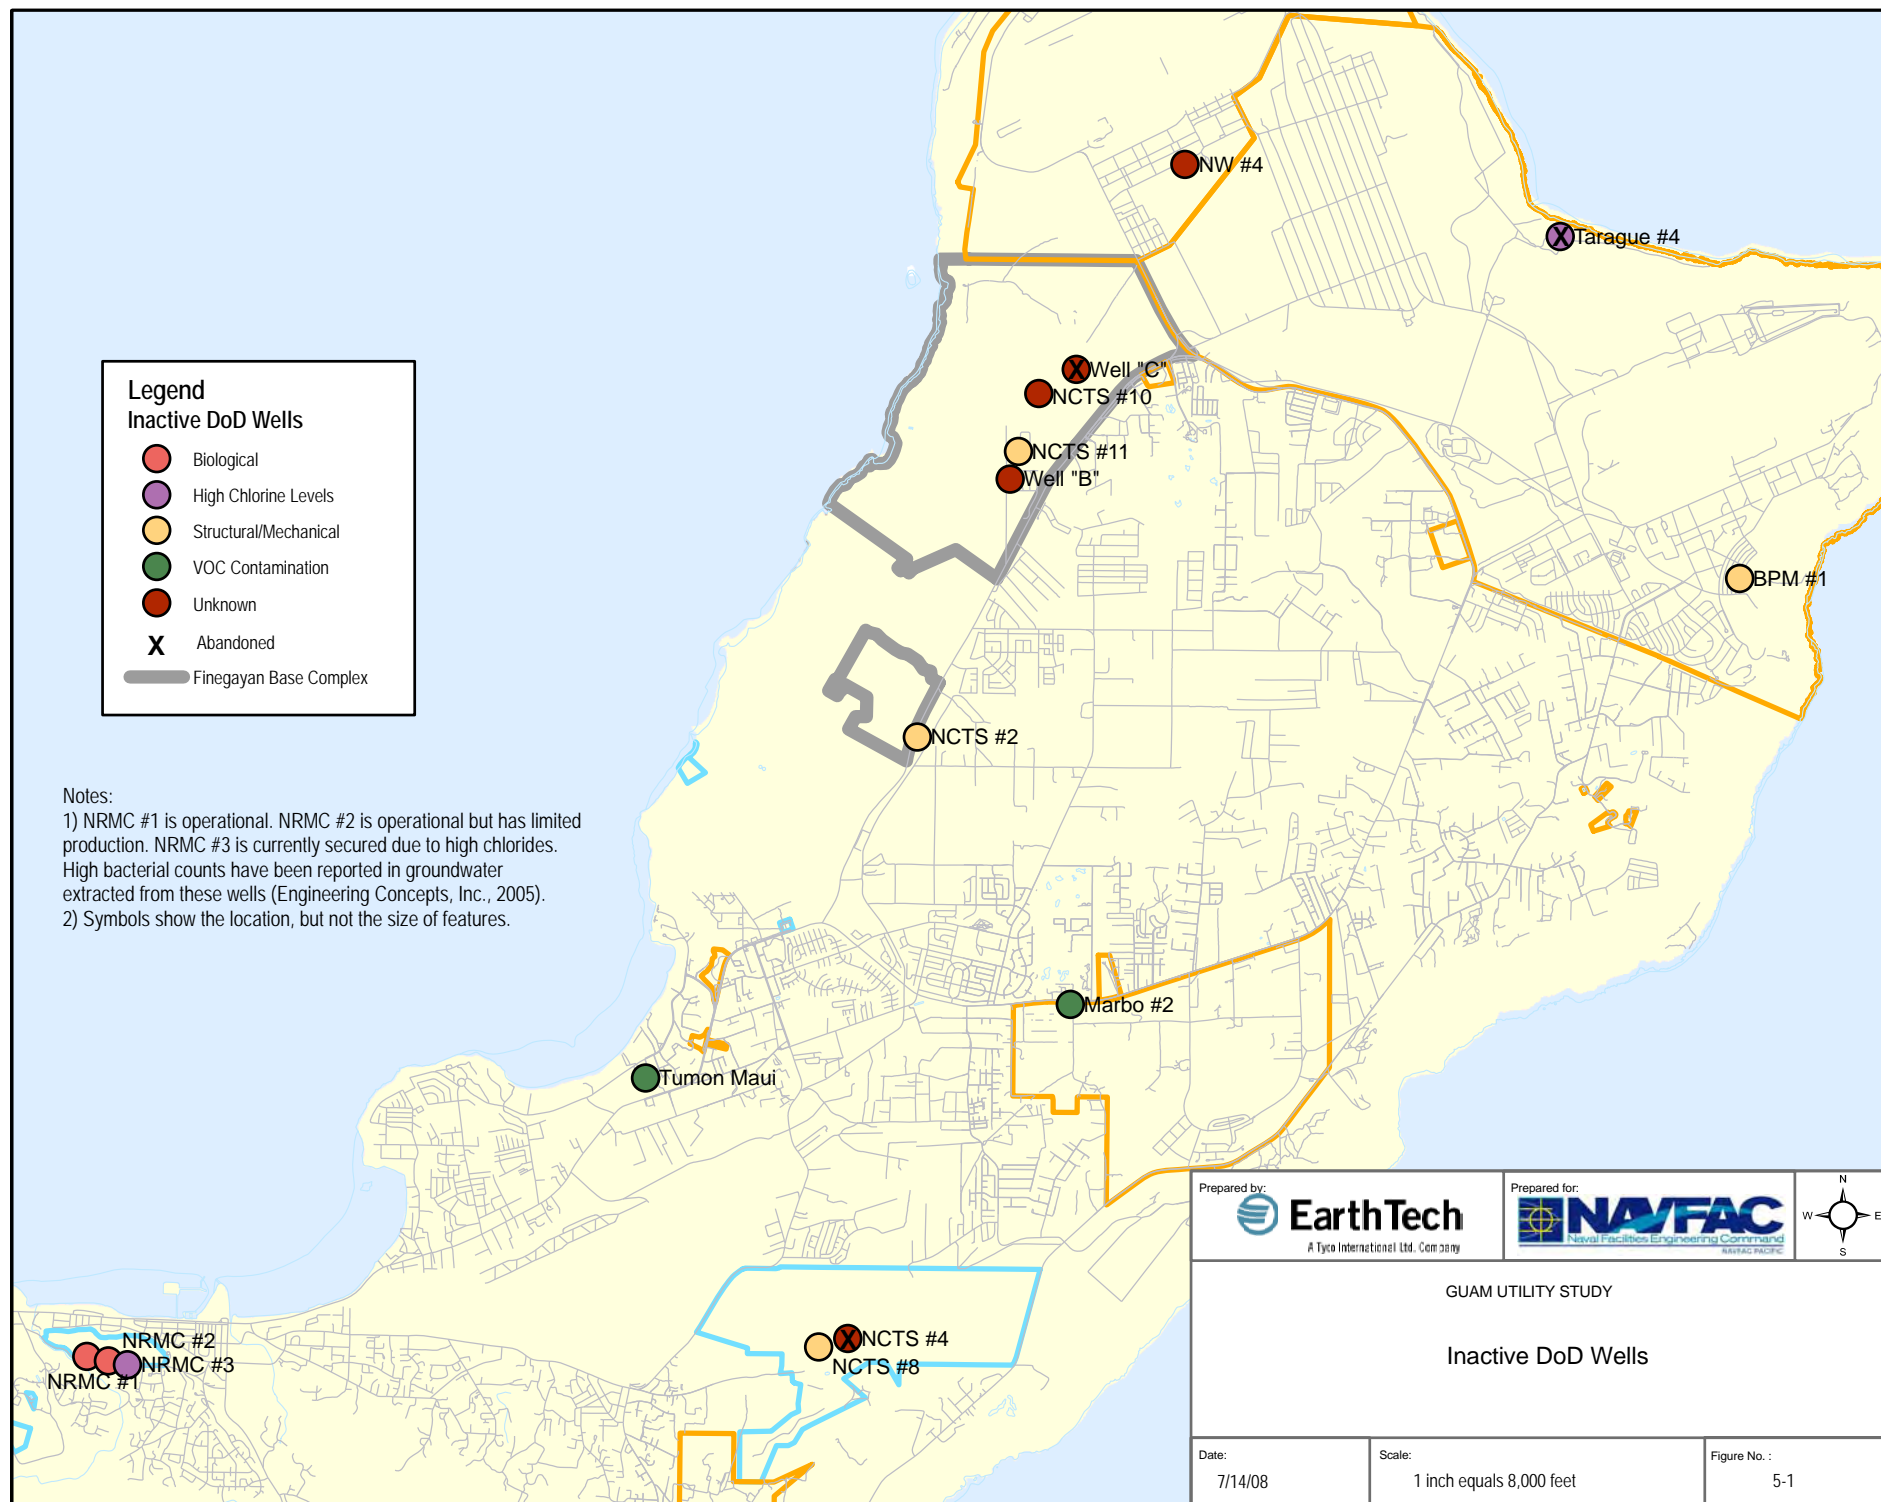 NW #4
Tarague #4
Well "C"
NCTS #10
NCTS #11
Well "B"
BPM #1
NCTS #2
Marbo #2
Tumon Maui
NRMC #2
NRMC #3
NRMC #1
NCTS #4
NCTS #8
Legend
Inactive DoD Wells
Biological
High Chlorine Levels
Structural/Mechanical
VOC Contamination
Unknown
X Abandoned
Finegayan Base Complex
Notes:
1) NRMC #1 is operational. NRMC #2 is operational but has limited
production. NRMC #3 is currently secured due to high chlorides.
High bacterial counts have been reported in groundwater
extracted from these wells (Engineering Concepts, Inc., 2005).
2) Symbols show the location, but not the size of features.
Prepared by:
EarthTech
A Tyco International Ltd. Company
Prepared for:
NAVFAC
Naval Facilities Engineering Command
NAVFAC PACIFIC
N
W E
S
GUAM UTILITY STUDY
Inactive DoD Wells
Date:
7/14/08
Scale:
1 inch equals 8,000 feet
Figure No. :
5-1